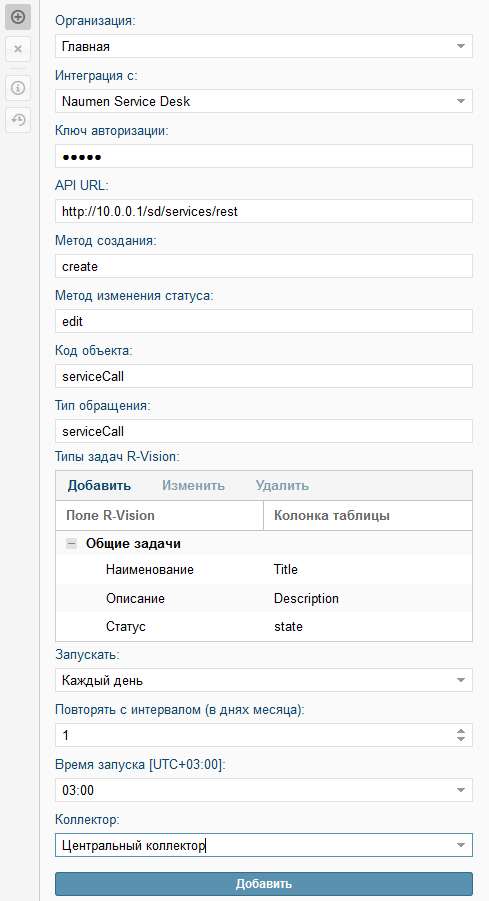 Организация:
Главная
Интеграция с:
Naumen Service Desk
Ключ авторизации:
●●●●●
API URL:
http://10.0.0.1/sd/services/rest
Метод создания:
create
Метод изменения статуса:
edit
Код объекта:
serviceCall
Тип обращения:
serviceCall
Типы задач R-Vision:
Добавить Изменить Удалить
Поле R-Vision Колонка таблицы
Общие задачи
Наименование Title
Описание Description
Статус state
Запускать:
Каждый день
Повторять с интервалом (в днях месяца):
1
Время запуска [UTC+03:00]:
03:00
Коллектор:
Центральный коллектор
Добавить